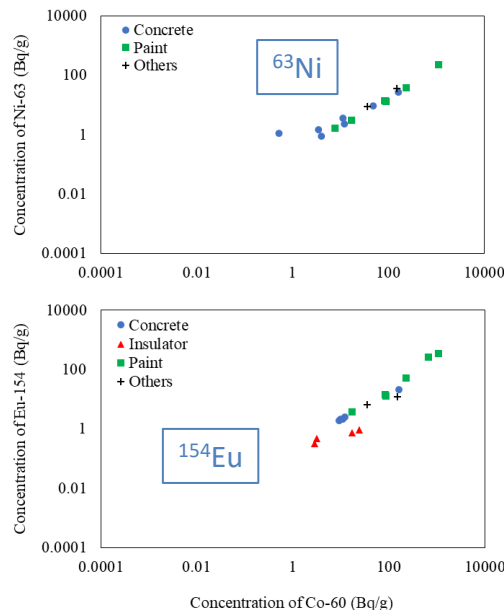 10000
100
1
0.01
0.0001
Concentration of Ni-63 (Bq/g)
Concrete
Paint
Others
63Ni
0.0001 0.01 1 100 10000
10000
100
1
0.01
0.0001
Concentration of Eu-154 (Bq/g)
Concrete
Insulator
Paint
Others
154Eu
0.0001 0.01 1 100 10000
Concentration of Co-60 (Bq/g)